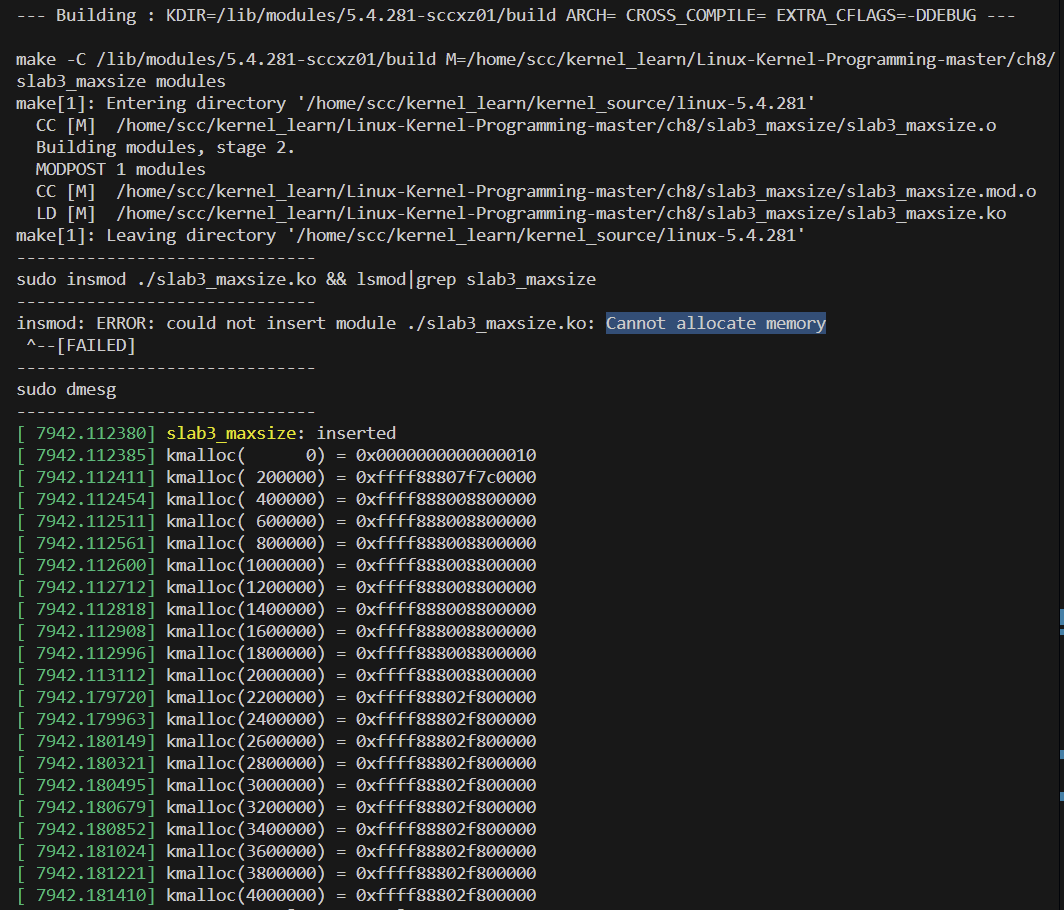 --- Building : KDIR=/lib/modules/5.4.281-sccxz01/build ARCH= CROSS_COMPILE= EXTRA_CFLAGS=-DDEBUG ---
make -C /lib/modules/5.4.281-sccxz01/build M=/home/scc/kernel_learn/Linux-Kernel-Programming-master/ch8/
slab3_maxsize modules
make[1]: Entering directory '/home/scc/kernel_learn/kernel_source/linux-5.4.281'
  CC [M]  /home/scc/kernel_learn/Linux-Kernel-Programming-master/ch8/slab3_maxsize/slab3_maxsize.o
  Building modules, stage 2.
  MODPOST 1 modules
  CC [M]  /home/scc/kernel_learn/Linux-Kernel-Programming-master/ch8/slab3_maxsize/slab3_maxsize.mod.o
  LD [M]  /home/scc/kernel_learn/Linux-Kernel-Programming-master/ch8/slab3_maxsize/slab3_maxsize.ko
make[1]: Leaving directory '/home/scc/kernel_learn/kernel_source/linux-5.4.281'
------------------------------
sudo insmod ./slab3_maxsize.ko && lsmod|grep slab3_maxsize
------------------------------
insmod: ERROR: could not insert module ./slab3_maxsize.ko: Cannot allocate memory
 ^--[FAILED]
------------------------------
sudo dmesg
------------------------------
[ 7942.112380] slab3_maxsize: inserted
[ 7942.112385] kmalloc(      0) = 0x0000000000000010
[ 7942.112411] kmalloc( 200000) = 0xffff88807f7c0000
[ 7942.112454] kmalloc( 400000) = 0xffff888008800000
[ 7942.112511] kmalloc( 600000) = 0xffff888008800000
[ 7942.112561] kmalloc( 800000) = 0xffff888008800000
[ 7942.112600] kmalloc(1000000) = 0xffff888008800000
[ 7942.112712] kmalloc(1200000) = 0xffff888008800000
[ 7942.112818] kmalloc(1400000) = 0xffff888008800000
[ 7942.112908] kmalloc(1600000) = 0xffff888008800000
[ 7942.112996] kmalloc(1800000) = 0xffff888008800000
[ 7942.113112] kmalloc(2000000) = 0xffff888008800000
[ 7942.179720] kmalloc(2200000) = 0xffff88802f800000
[ 7942.179963] kmalloc(2400000) = 0xffff88802f800000
[ 7942.180149] kmalloc(2600000) = 0xffff88802f800000
[ 7942.180321] kmalloc(2800000) = 0xffff88802f800000
[ 7942.180495] kmalloc(3000000) = 0xffff88802f800000
[ 7942.180679] kmalloc(3200000) = 0xffff88802f800000
[ 7942.180852] kmalloc(3400000) = 0xffff88802f800000
[ 7942.181024] kmalloc(3600000) = 0xffff88802f800000
[ 7942.181221] kmalloc(3800000) = 0xffff88802f800000
[ 7942.181410] kmalloc(4000000) = 0xffff88802f800000